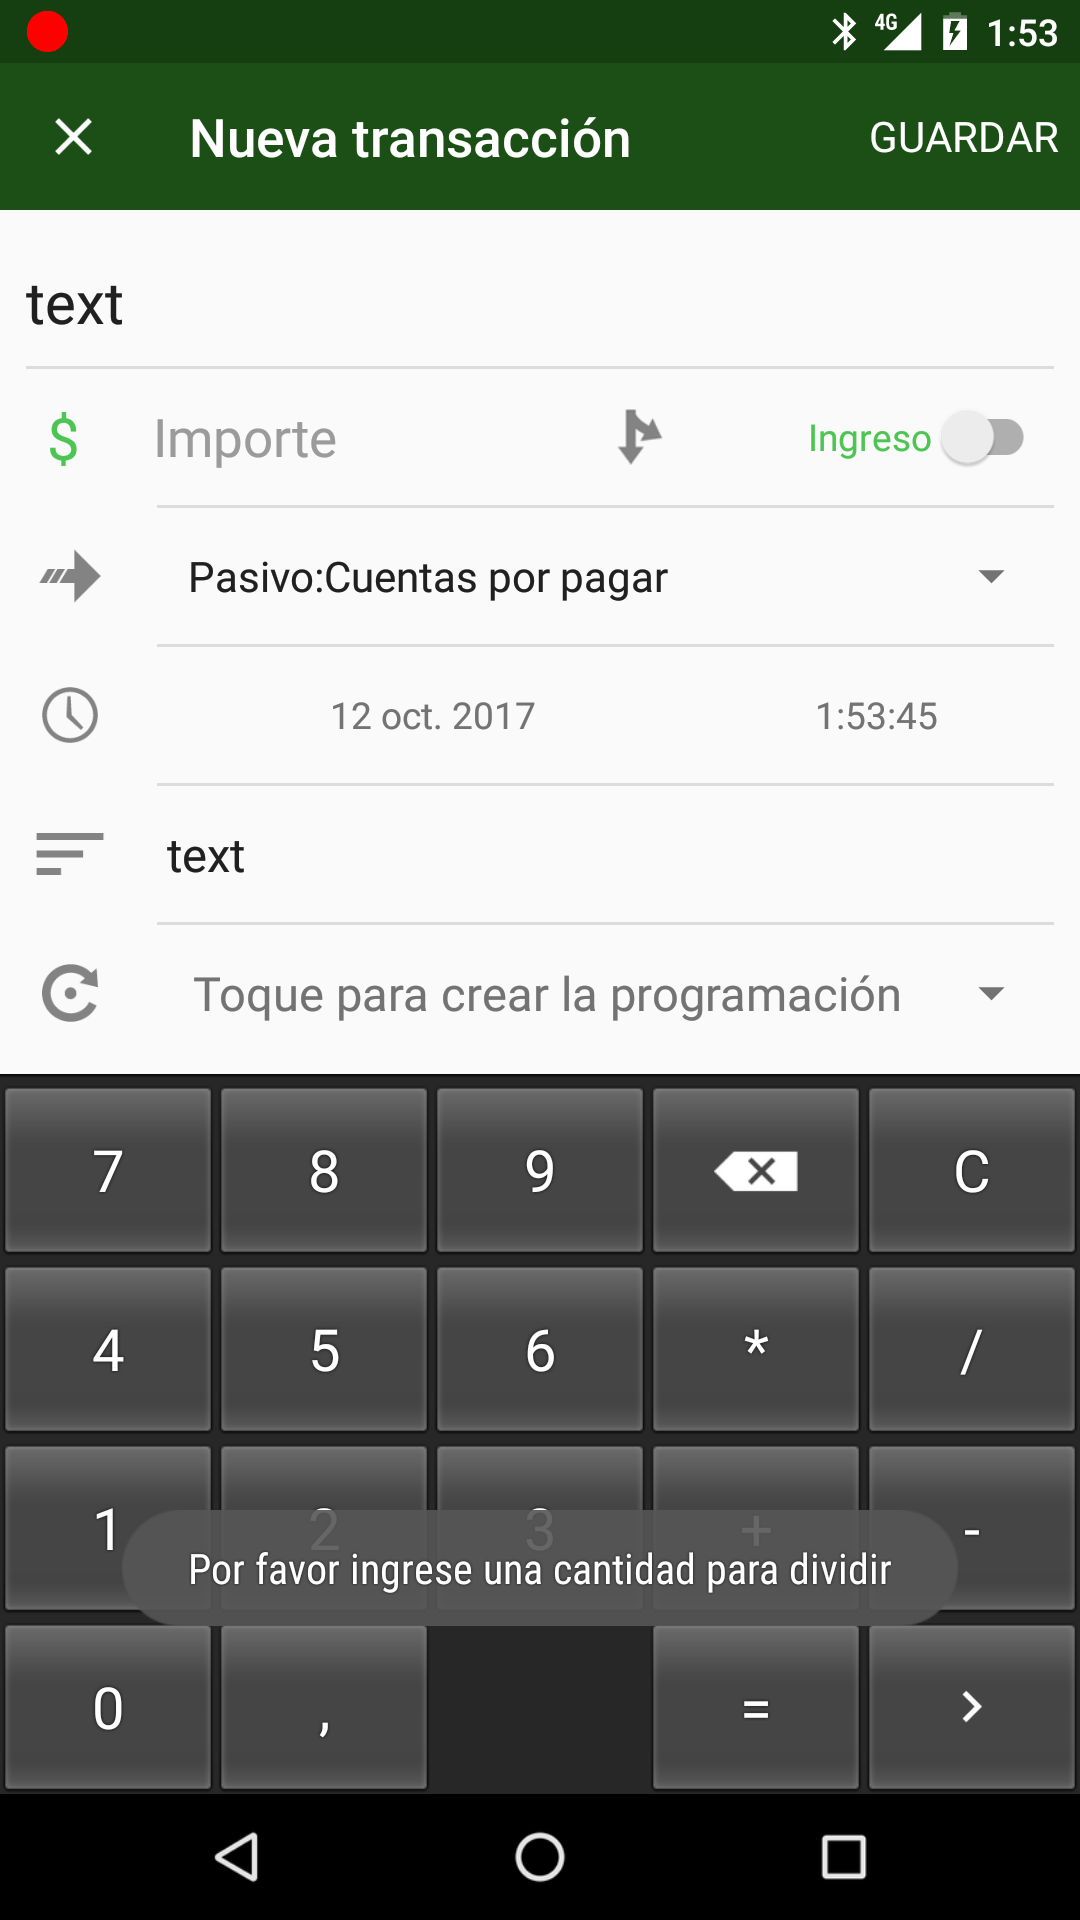 4G 1:53
Nueva transacción GUARDAR
text
$ Importe Ingreso
Pasivo:Cuentas por pagar
12 oct. 2017 1:53:45
text
Toque para crear la programación
7 8 9 C
4 5 6 * /
1 2 3 + -
Por favor ingrese una cantidad para dividir
0 , = >